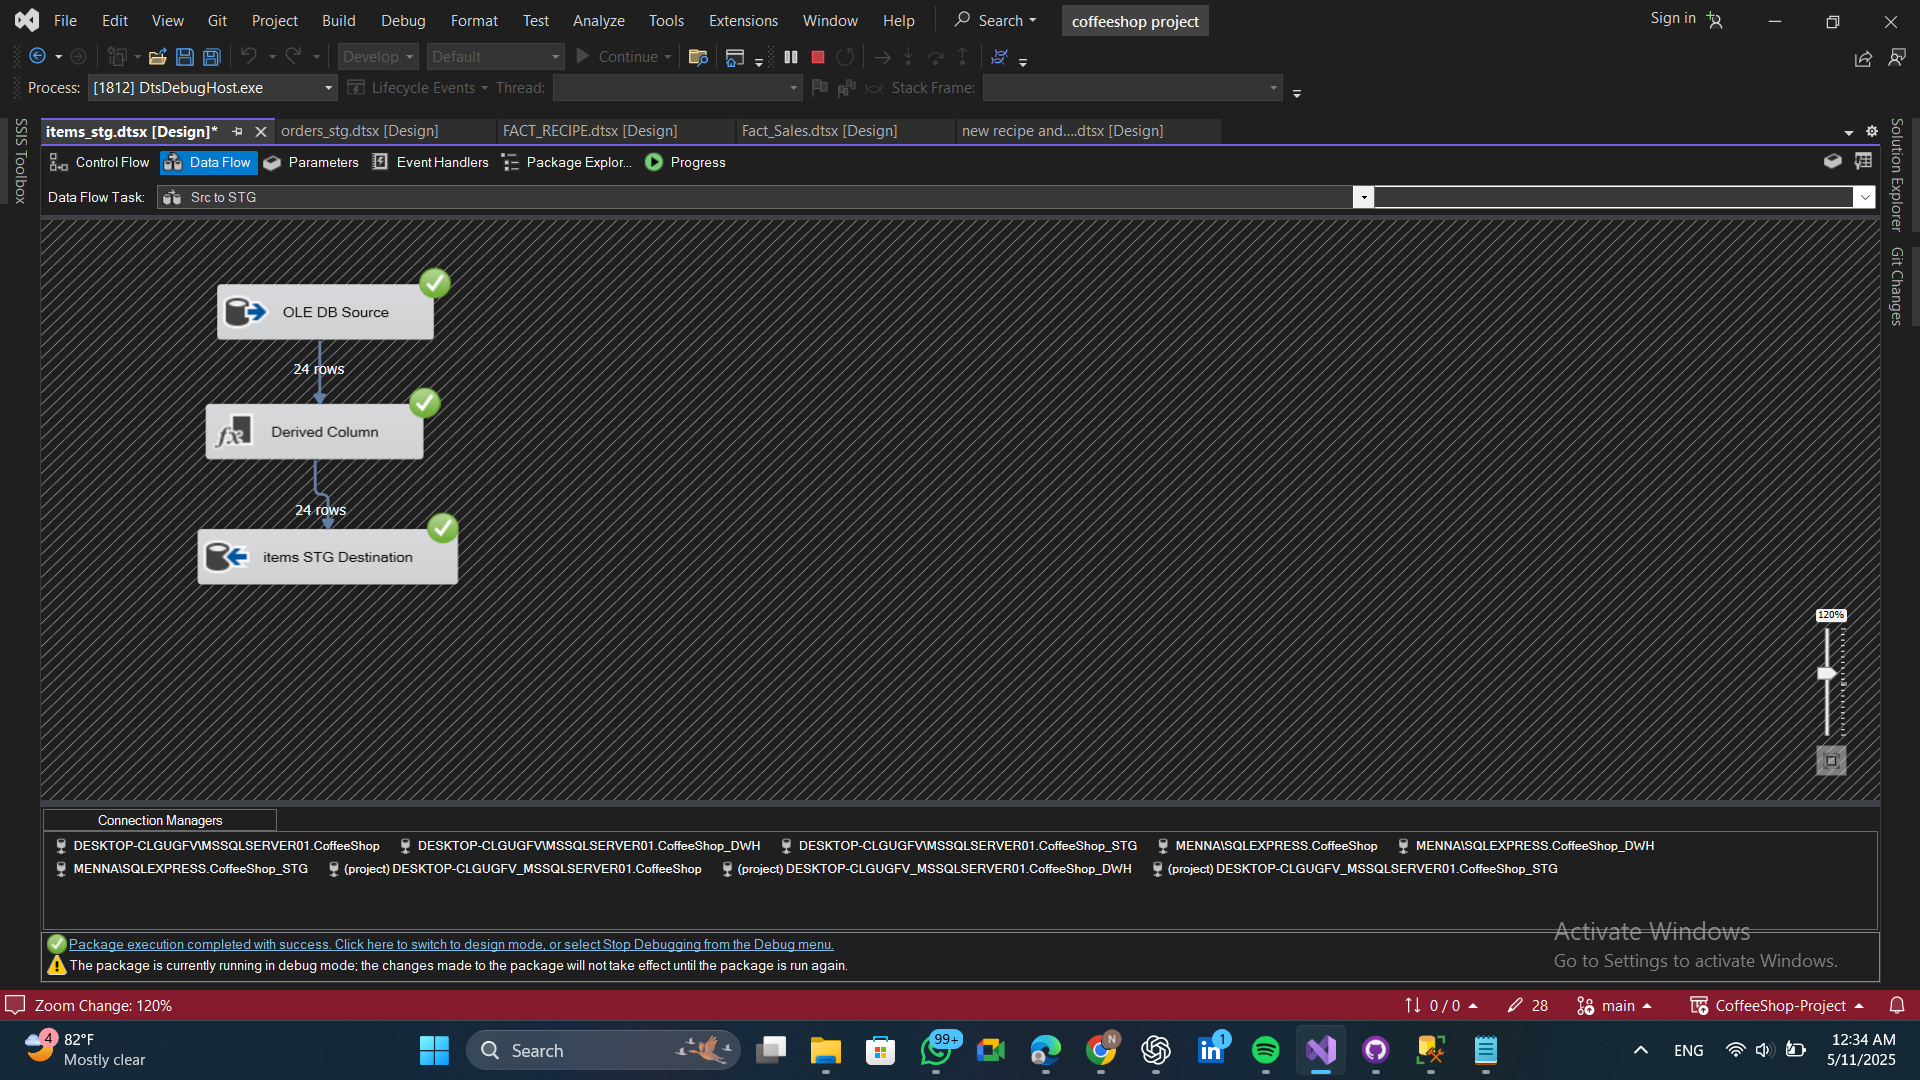 File Edit View Git Project Build Debug Format Test Analyze Tools Extensions Window Help Search coffeeshop project Sign in
Develop Default Continue
Process: [1812] DtsDebugHost.exe Lifecycle Events Thread: Stack Frame:
items_stg.dtsx [Design]* orders_stg.dtsx [Design] FACT_RECIPE.dtsx [Design] Fact_Sales.dtsx [Design] new recipe and....dtsx [Design]
SSIS Toolbox
Solution Explorer
Git Changes
Control Flow Data Flow Parameters Event Handlers Package Explor... Progress
Data Flow Task: Src to STG
OLE DB Source
24 rows
fx Derived Column
24 rows
items STG Destination
120%
Connection Managers
DESKTOP-CLGUGFV\MSSQLSERVER01.CoffeeShop DESKTOP-CLGUGFV\MSSQLSERVER01.CoffeeShop_DWH DESKTOP-CLGUGFV\MSSQLSERVER01.CoffeeShop_STG MENNA\SQLEXPRESS.CoffeeShop MENNA\SQLEXPRESS.CoffeeShop_DWH
MENNA\SQLEXPRESS.CoffeeShop_STG (project) DESKTOP-CLGUGFV_MSSQLSERVER01.CoffeeShop (project) DESKTOP-CLGUGFV_MSSQLSERVER01.CoffeeShop_DWH (project) DESKTOP-CLGUGFV_MSSQLSERVER01.CoffeeShop_STG
Activate Windows
Go to Settings to activate Windows.
Package execution completed with success. Click here to switch to design mode, or select Stop Debugging from the Debug menu.
The package is currently running in debug mode; the changes made to the package will not take effect until the package is run again.
Zoom Change: 120% 0 / 0 28 main CoffeeShop-Project
4 82°F
Mostly clear
Search
99+
N
1
ENG
12:34 AM
5/11/2025